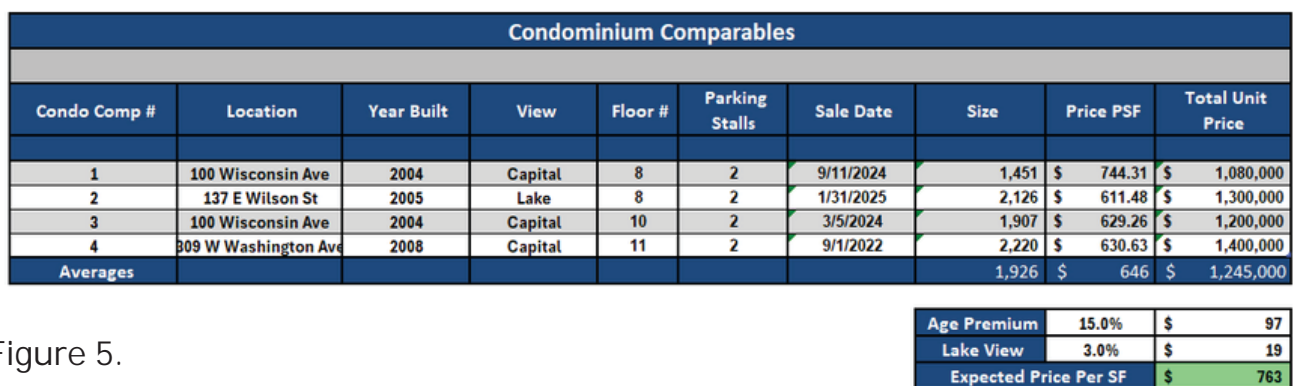 Condominium Comparables
Condo Comp # Location Year Built View Floor # Parking Stalls Sale Date Size Price PSF Total Unit Price
1 100 Wisconsin Ave 2004 Capital 8 2 9/11/2024 1,451 $ 744.31 $ 1,080,000
2 137 E Wilson St 2005 Lake 8 2 1/31/2025 2,126 $ 611.48 $ 1,300,000
3 100 Wisconsin Ave 2004 Capital 10 2 3/5/2024 1,907 $ 629.26 $ 1,200,000
4 309 W Washington Ave 2008 Capital 11 2 9/1/2022 2,220 $ 630.63 $ 1,400,000
Averages 1,926 $ 646 $ 1,245,000
Age Premium 15.0% $ 97
Lake View 3.0% $ 19
Expected Price Per SF $ 763
Figure 5.